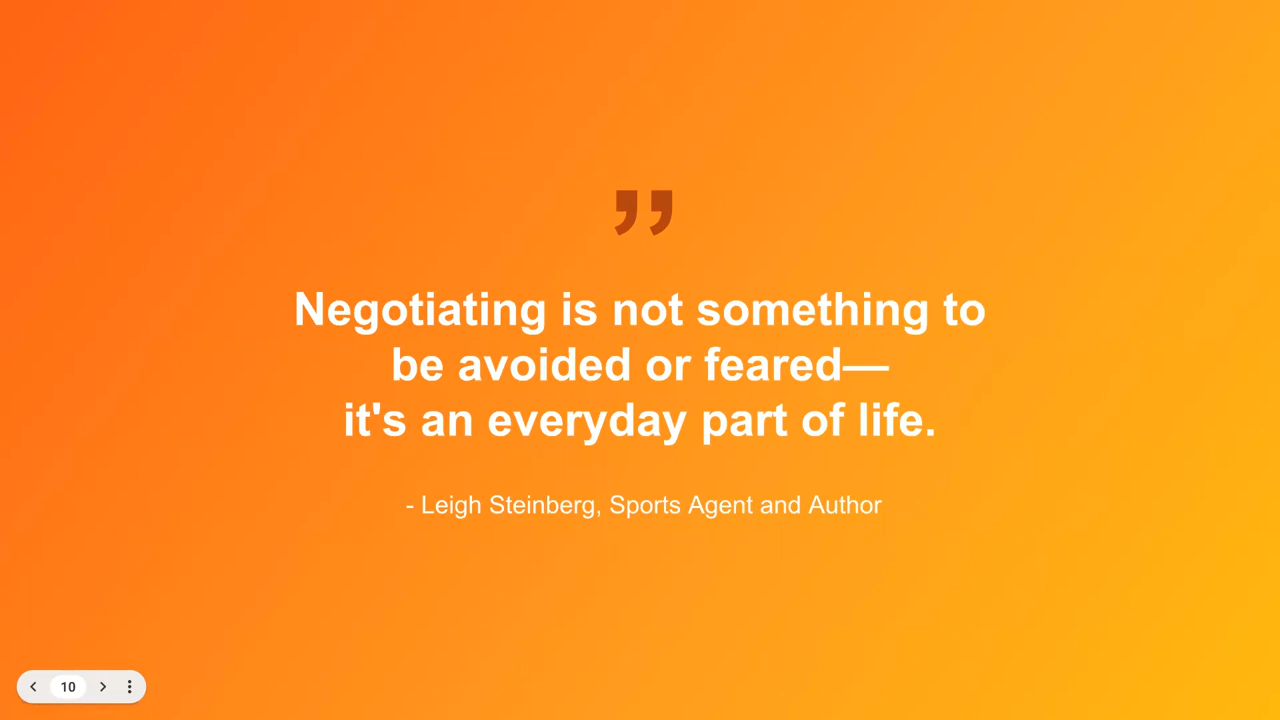 ”
Negotiating is not something to
be avoided or feared—
it's an everyday part of life.
- Leigh Steinberg, Sports Agent and Author
10